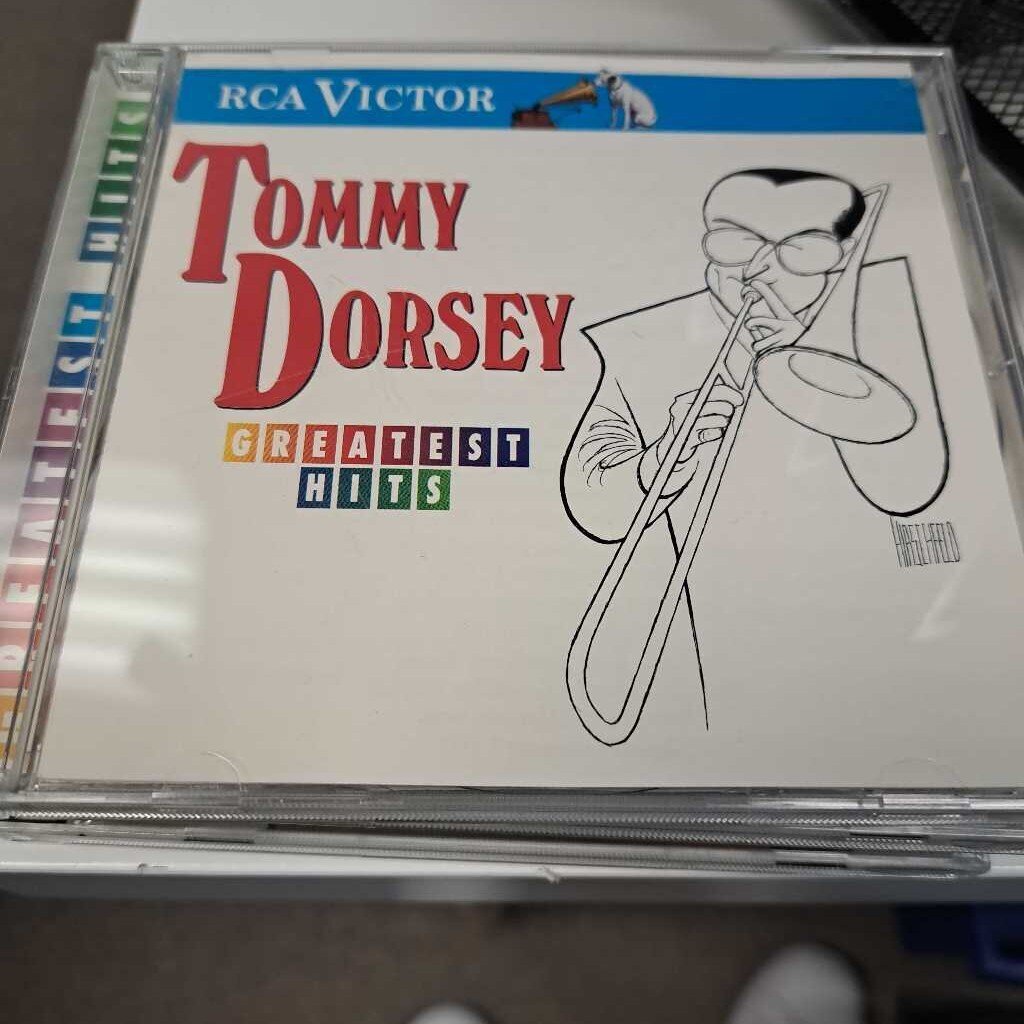 RCA VICTOR
TOMMY
DORSEY
GREATEST
HITS
HIRSCHFELD
GREATEST HITS